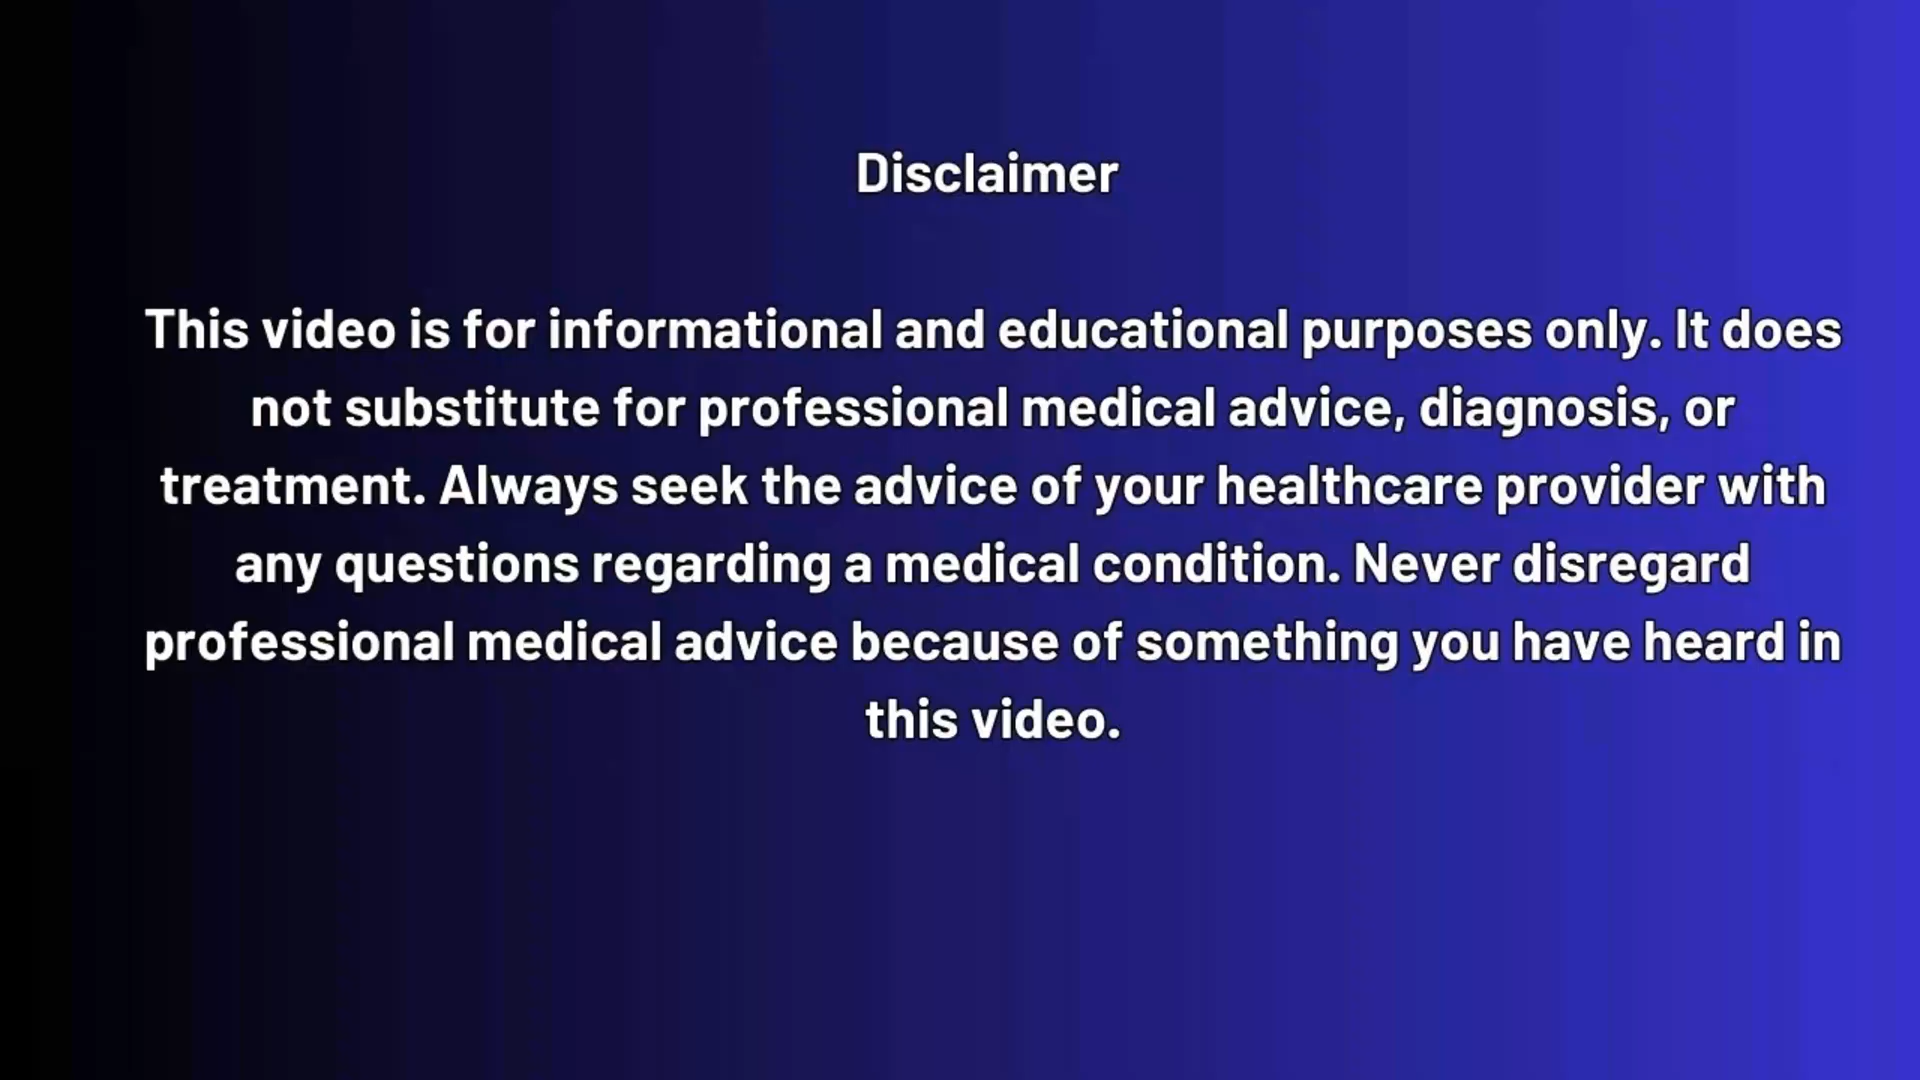 Disclaimer
This video is for informational and educational purposes only. It does
not substitute for professional medical advice, diagnosis, or
treatment. Always seek the advice of your healthcare provider with
any questions regarding a medical condition. Never disregard
professional medical advice because of something you have heard in
this video.